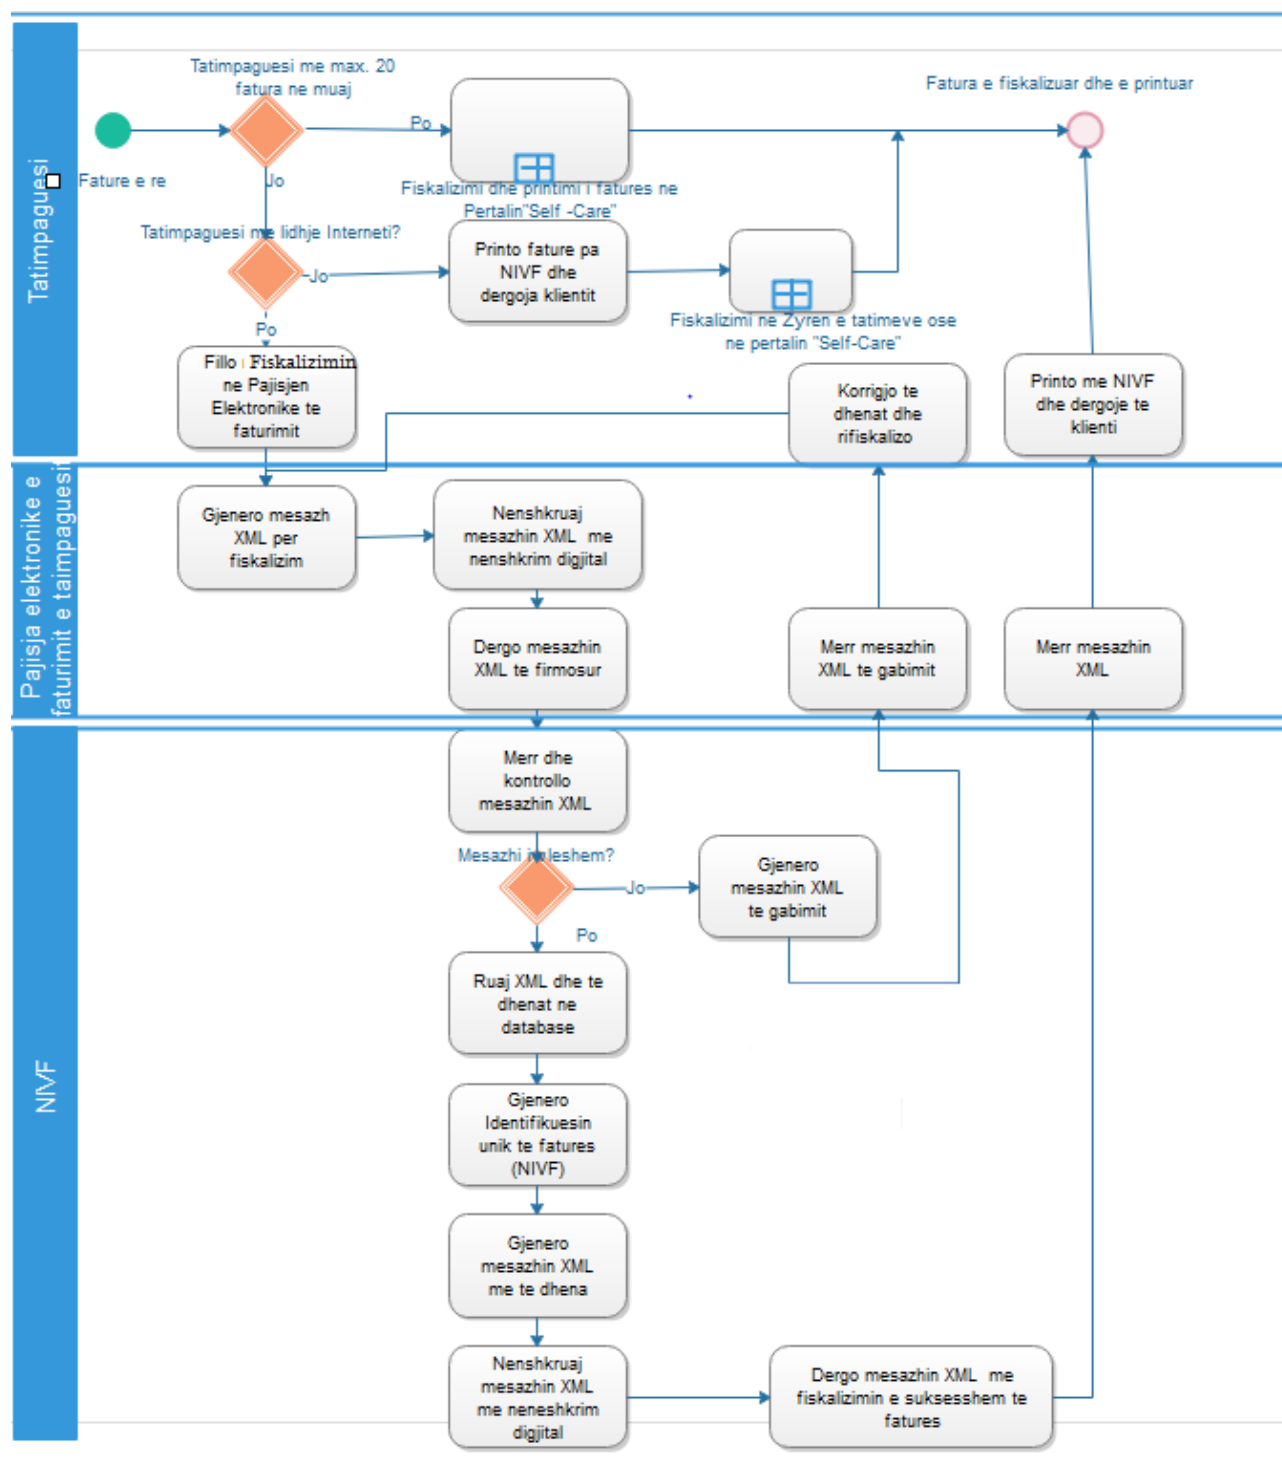 Tatimpaguesi
Tatimpaguesi me max. 20
fatura ne muaj
Fature e re
Po
Jo
Fiskalizimi dhe printimi i fatures ne
Pertalin"Self -Care"
Fatura e fiskalizuar dhe e printuar
Tatimpaguesi me lidhje Interneti?
Jo
Po
Printo fature pa
NIVF dhe
dergoja klientit
Fiskalizimi ne Zyren e tatimeve ose
ne pertalin "Self-Care"
Fillo Fiskalizimin
ne Pajisjen
Elektronike te
faturimit
Korrigjo te
dhenat dhe
rifiskalizo
Printo me NIVF
dhe dergoje te
klienti
Pajisja elektronike e
faturimit e taimpaguesit
Gjenero mesazh
XML per
fiskalizim
Nenshkruaj
mesazhin XML me
nenshkrim digjital
Dergo mesazhin
XML te firmosur
Merr mesazhin
XML te gabimit
Merr mesazhin
XML
NIVF
Merr dhe
kontrollo
mesazhin XML
Mesazhi i vleshem?
Jo
Po
Gjenero
mesazhin XML
te gabimit
Ruaj XML dhe te
dhenat ne
database
Gjenero
Identifikuesin
unik te fatures
(NIVF)
Gjenero
mesazhin XML
me te dhena
Nenshkruaj
mesazhin XML
me neneshkrim
digjital
Dergo mesazhin XML me
fiskalizimin e suksesshem te
fatures